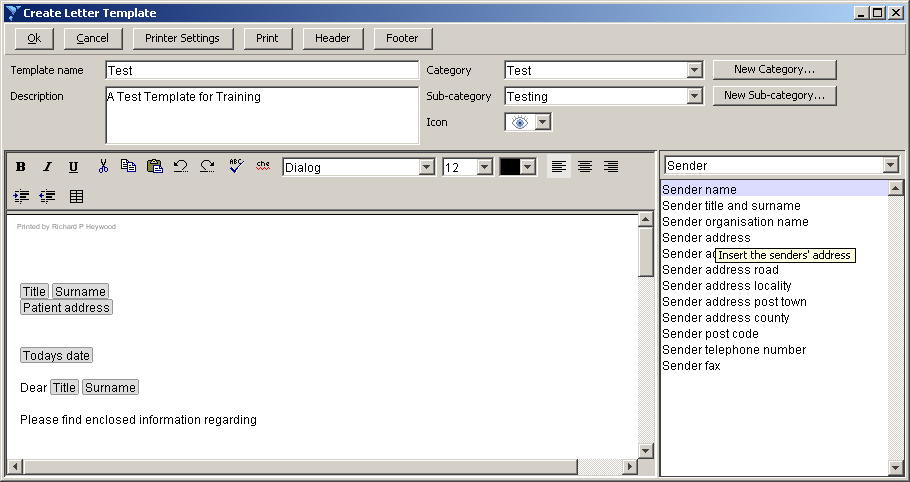 Create Letter Template
Ok Cancel Printer Settings Print Header Footer
Template name Test Category Test New Category...
Description A Test Template for Training Sub-category Testing New Sub-category...
Icon
B I U ABC che Dialog 12
Sender
Printed by Richard P Heywood
Title Surname
Patient address
Todays date
Dear Title Surname
Please find enclosed information regarding
Sender name
Sender title and surname
Sender organisation name
Sender address
Sender
Insert the senders' address
Sender address road
Sender address locality
Sender address post town
Sender address county
Sender post code
Sender telephone number
Sender fax